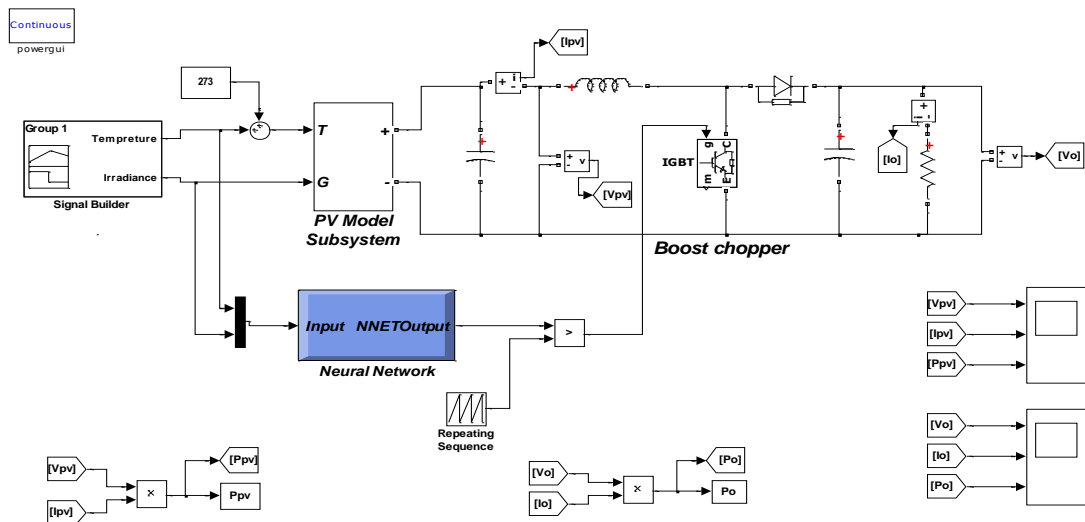 Continuous
powergui
273
Group 1
Tempreture
Irradiance
Signal Builder
T
G
+
-
PV Model
Subsystem
[Ipv]
+
i
-
+
-
v
[Vpv]
IGBT
g
C
m
E
Boost chopper
+
i
-
[Io]
+
-
v
[Vo]
Input
NNETOutput
Neural Network
>
Repeating
Sequence
[Vpv]
[Ipv]
[Ppv]
[Vo]
[Io]
[Po]
[Vpv]
[Ipv]
×
[Ppv]
Ppv
[Vo]
[Io]
×
[Po]
Po